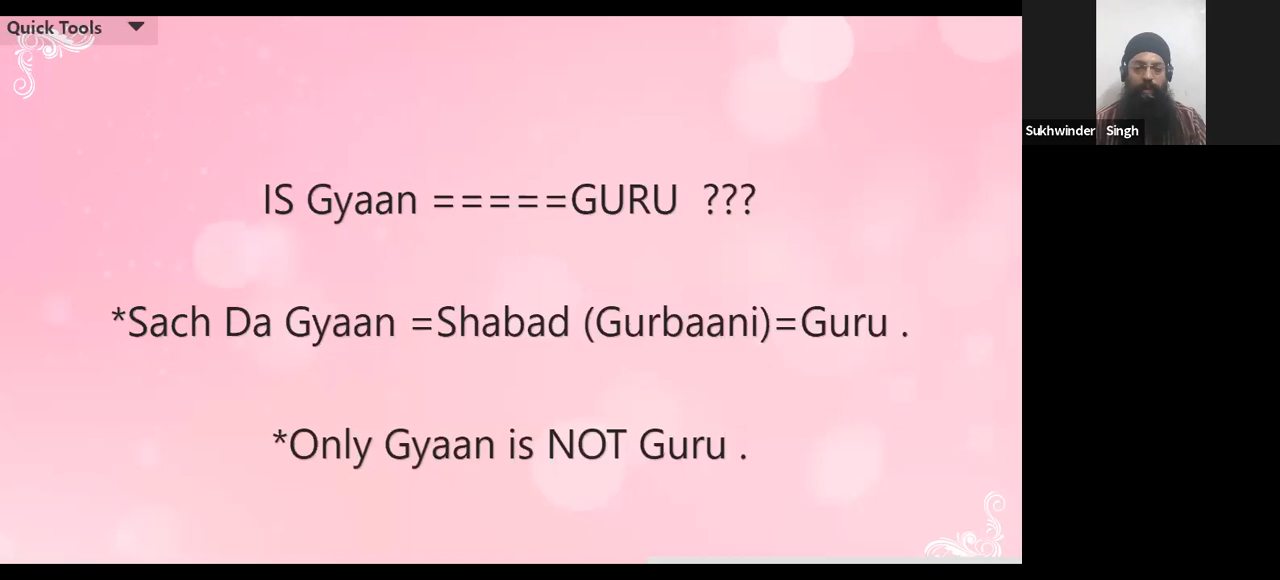 Quick Tools
IS Gyaan =====GURU ???
*Sach Da Gyaan =Shabad (Gurbaani)=Guru .
*Only Gyaan is NOT Guru .
Sukhwinder Singh